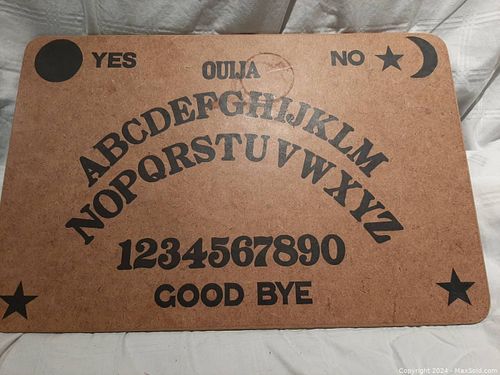 YES
OUIJA
NO
ABCDEFGHIJKLM
NOPQRSTUVWXYZ
1234567890
GOOD BYE
Copyright 2024 - MaxSold.com